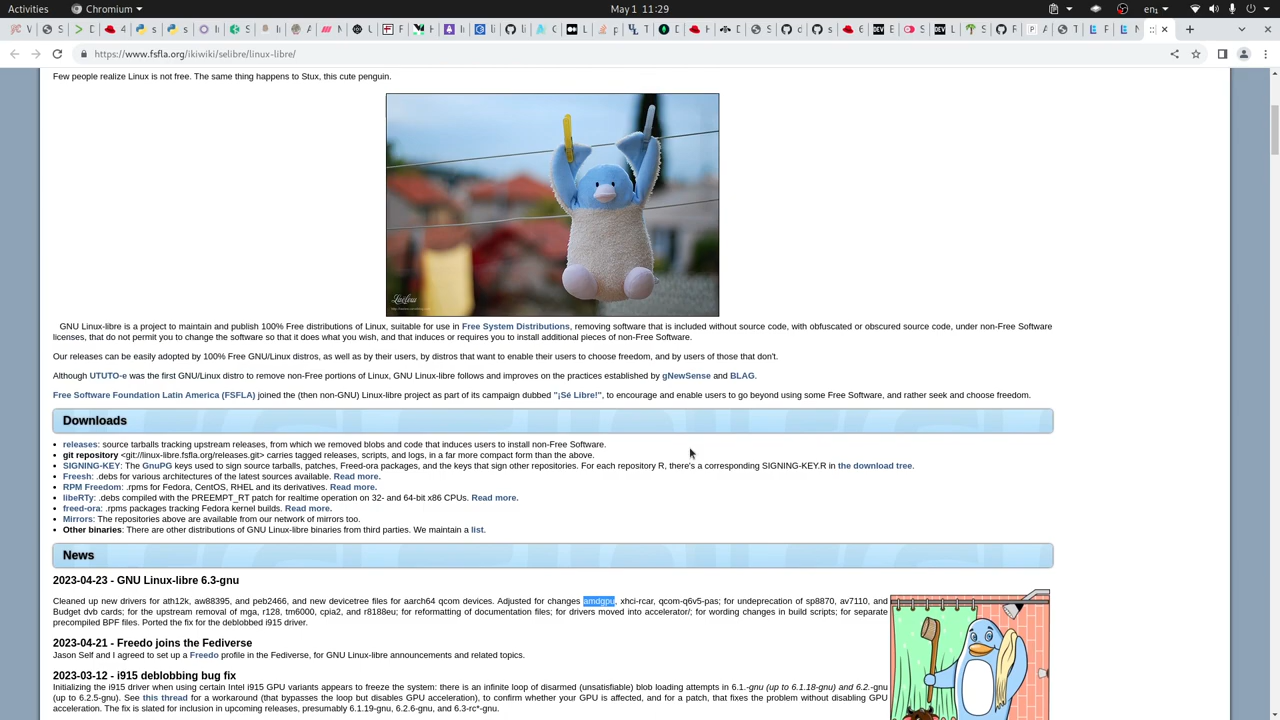 https://www.fsfla.org/ikiwiki/selibre/linux-libre/
Few people realize Linux is not free. The same thing happens to Stux, this cute penguin.
GNU Linux-libre is a project to maintain and publish 100% Free distributions of Linux, suitable for use in Free System Distributions, removing software that is included without source code, with obfuscated or obscured source code, under non-Free Software
licenses, that do not permit you to change the software so that it does what you wish, and that induces or requires you to install additional pieces of non-Free Software.
Our releases can be easily adopted by 100% Free GNU/Linux distros, as well as by their users, by distros that want to enable their users to choose freedom, and by users of those that don't.
Although UTUTO-e was the first GNU/Linux distro to remove non-Free portions of Linux, GNU Linux-libre follows and improves on the practices established by gNewSense and BLAG.
Free Software Foundation Latin America (FSFLA) joined the (then non-GNU) Linux-libre project as part of its campaign dubbed "¡Sé Libre!", to encourage and enable users to go beyond using some Free Software, and rather seek and choose freedom.
Downloads
• releases: source tarballs tracking upstream releases, from which we removed blobs and code that induces users to install non-Free Software.
• git repository <git://linux-libre.fsfla.org/releases.git> carries tagged releases, scripts, and logs, in a far more compact form than the above.
• SIGNING-KEY: The GnuPG keys used to sign source tarballs, patches, Freed-ora packages, and the keys that sign other repositories. For each repository R, there's a corresponding SIGNING-KEY.R in the download tree.
• Freesh: .debs for various architectures of the latest sources available. Read more.
• RPM Freedom: .rpms for Fedora, CentOS, RHEL and its derivatives. Read more.
• libeRTy: .debs compiled with the PREEMPT_RT patch for realtime operation on 32- and 64-bit x86 CPUs. Read more.
• freed-ora: .rpms packages tracking Fedora kernel builds. Read more.
• Mirrors: The repositories above are available from our network of mirrors too.
• Other binaries: There are other distributions of GNU Linux-libre binaries from third parties. We maintain a list.
News
2023-04-23 - GNU Linux-libre 6.3-gnu
Cleaned up new drivers for ath12k, aw88395, and peb2466, and new devicetree files for aarch64 qcom devices. Adjusted for changes amdgpu, xhci-rcar, qcom-q6v5-pas; for undeprecation of sp8870, av7110, and
Budget dvb cards; for the upstream removal of mga, r128, tm6000, cpia2, and r8188eu; for reformatting of documentation files; for drivers moved into accelerator/; for wording changes in build scripts; for separate
precompiled BPF files. Ported the fix for the deblobbed i915 driver.
2023-04-21 - Freedo joins the Fediverse
Jason Self and I agreed to set up a Freedo profile in the Fediverse, for GNU Linux-libre announcements and related topics.
2023-03-12 - i915 deblobbing bug fix
Initializing the i915 driver when using certain Intel i915 GPU variants appears to freeze the system: there is an infinite loop of disarmed (unsatisfiable) blob loading attempts in 6.1.-gnu (up to 6.1.18-gnu) and 6.2.-gnu
(up to 6.2.5-gnu). See this thread for a workaround (that bypasses the loop but disables GPU acceleration), to confirm whether your GPU is affected, and for a patch, that fixes the problem without disabling GPU
acceleration. The fix is slated for inclusion in upcoming releases, presumably 6.1.19-gnu, 6.2.6-gnu, and 6.3-rc*-gnu.